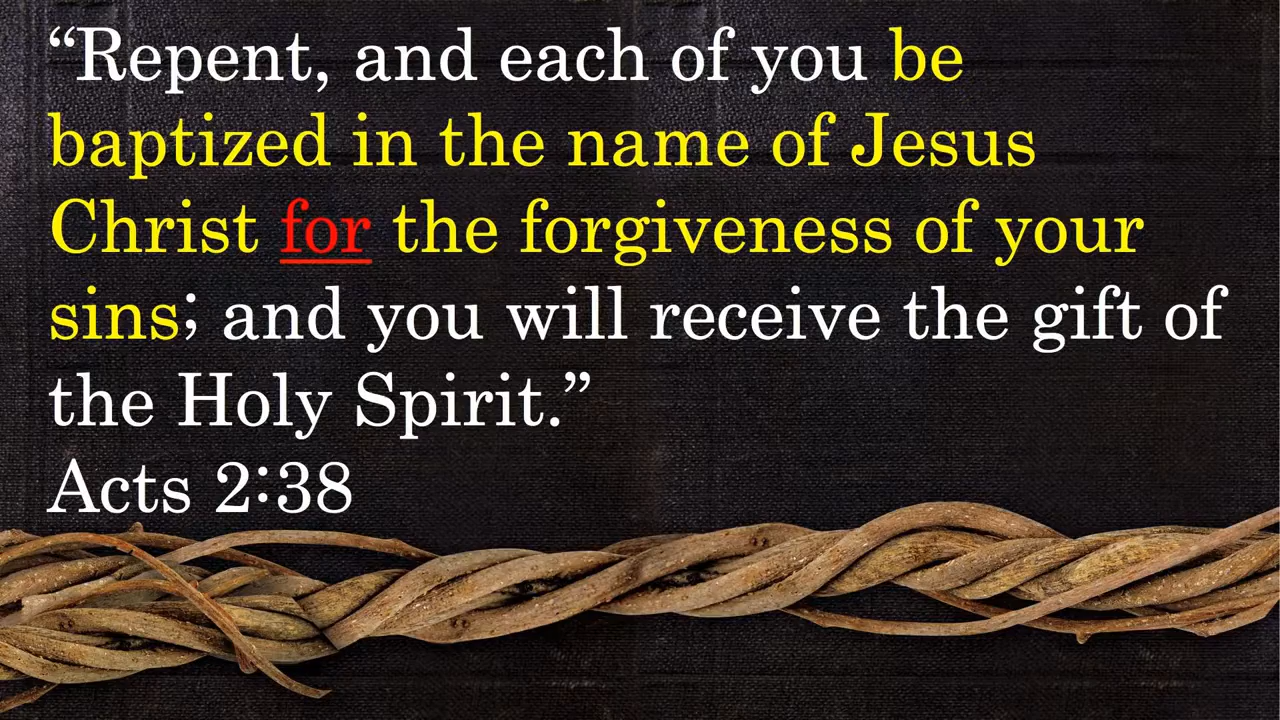 “Repent, and each of you be
baptized in the name of Jesus
Christ for the forgiveness of your
sins; and you will receive the gift of
the Holy Spirit.”
Acts 2:38